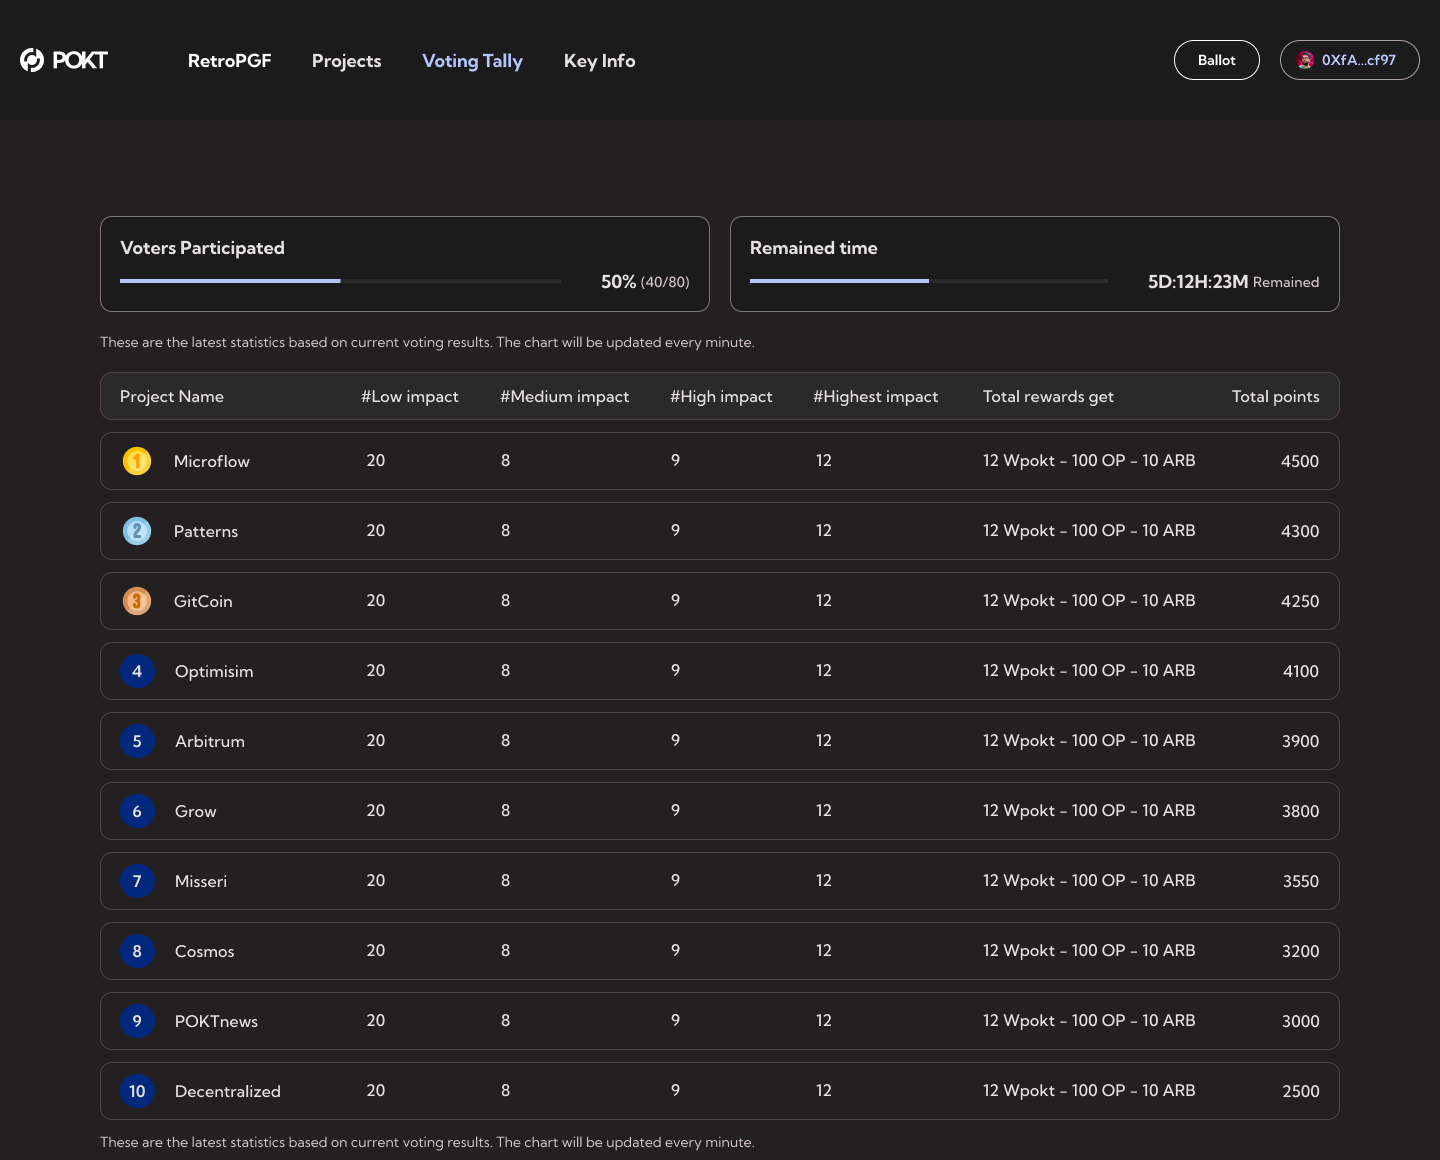 POKT RetroPGF Projects Voting Tally Key Info Ballot 0XfA...cf97
Voters Participated
50% (40/80)
Remained time
5D:12H:23M Remained
These are the latest statistics based on current voting results. The chart will be updated every minute.
Project Name #Low impact #Medium impact #High impact #Highest impact Total rewards get Total points
1 Microflow 20 8 9 12 12 Wpokt - 100 OP - 10 ARB 4500
2 Patterns 20 8 9 12 12 Wpokt - 100 OP - 10 ARB 4300
3 GitCoin 20 8 9 12 12 Wpokt - 100 OP - 10 ARB 4250
4 Optimisim 20 8 9 12 12 Wpokt - 100 OP - 10 ARB 4100
5 Arbitrum 20 8 9 12 12 Wpokt - 100 OP - 10 ARB 3900
6 Grow 20 8 9 12 12 Wpokt - 100 OP - 10 ARB 3800
7 Misseri 20 8 9 12 12 Wpokt - 100 OP - 10 ARB 3550
8 Cosmos 20 8 9 12 12 Wpokt - 100 OP - 10 ARB 3200
9 POKTnews 20 8 9 12 12 Wpokt - 100 OP - 10 ARB 3000
10 Decentralized 20 8 9 12 12 Wpokt - 100 OP - 10 ARB 2500
These are the latest statistics based on current voting results. The chart will be updated every minute.